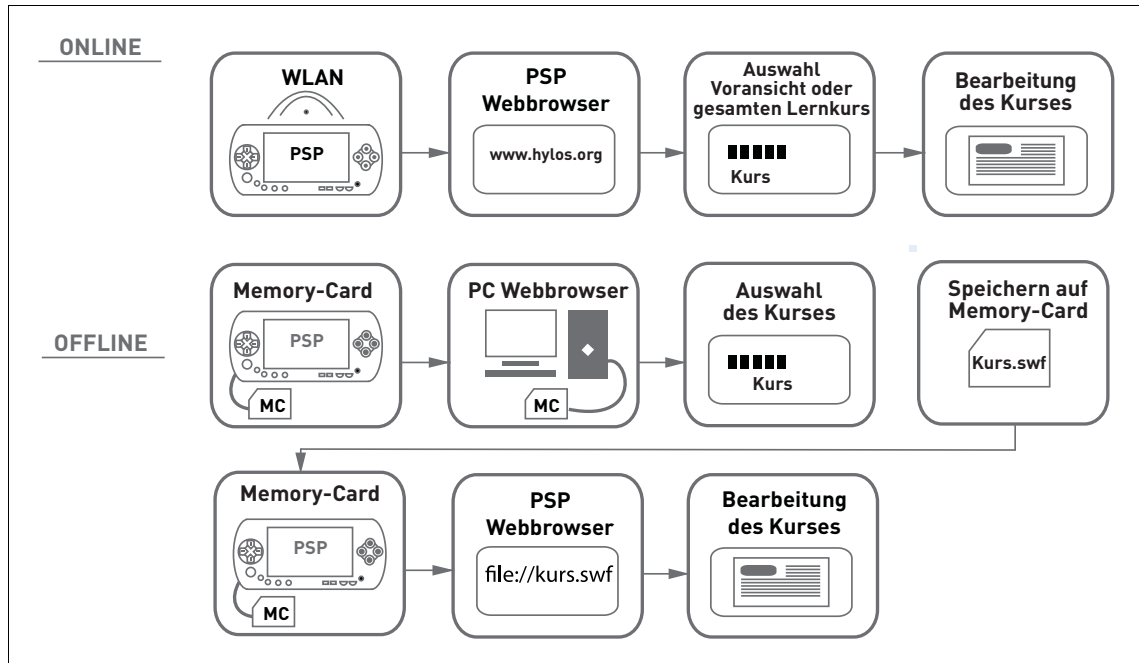 ONLINE
WLAN
PSP
PSP
Webbrowser
www.hylos.org
Auswahl
Voransicht oder
gesamten Lernkurs
Kurs
Bearbeitung
des Kurses
OFFLINE
Memory-Card
PSP
MC
PC Webbrowser
MC
Auswahl
des Kurses
Kurs
Speichern auf
Memory-Card
Kurs.swf
Memory-Card
PSP
MC
PSP
Webbrowser
file://kurs.swf
Bearbeitung
des Kurses